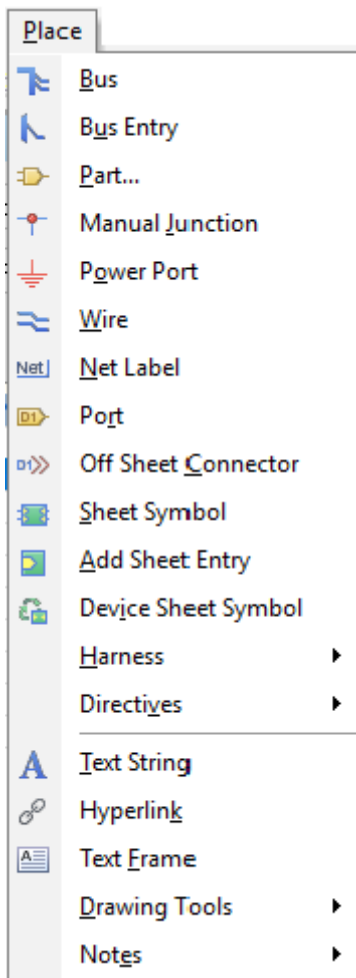 Place
Bus
Bus Entry
Part...
Manual Junction
Power Port
Wire
Net Net Label
D1 Port
D1 Off Sheet Connector
Sheet Symbol
Add Sheet Entry
Device Sheet Symbol
Harness
Directives
A Text String
Hyperlink
A Text Frame
Drawing Tools
Notes